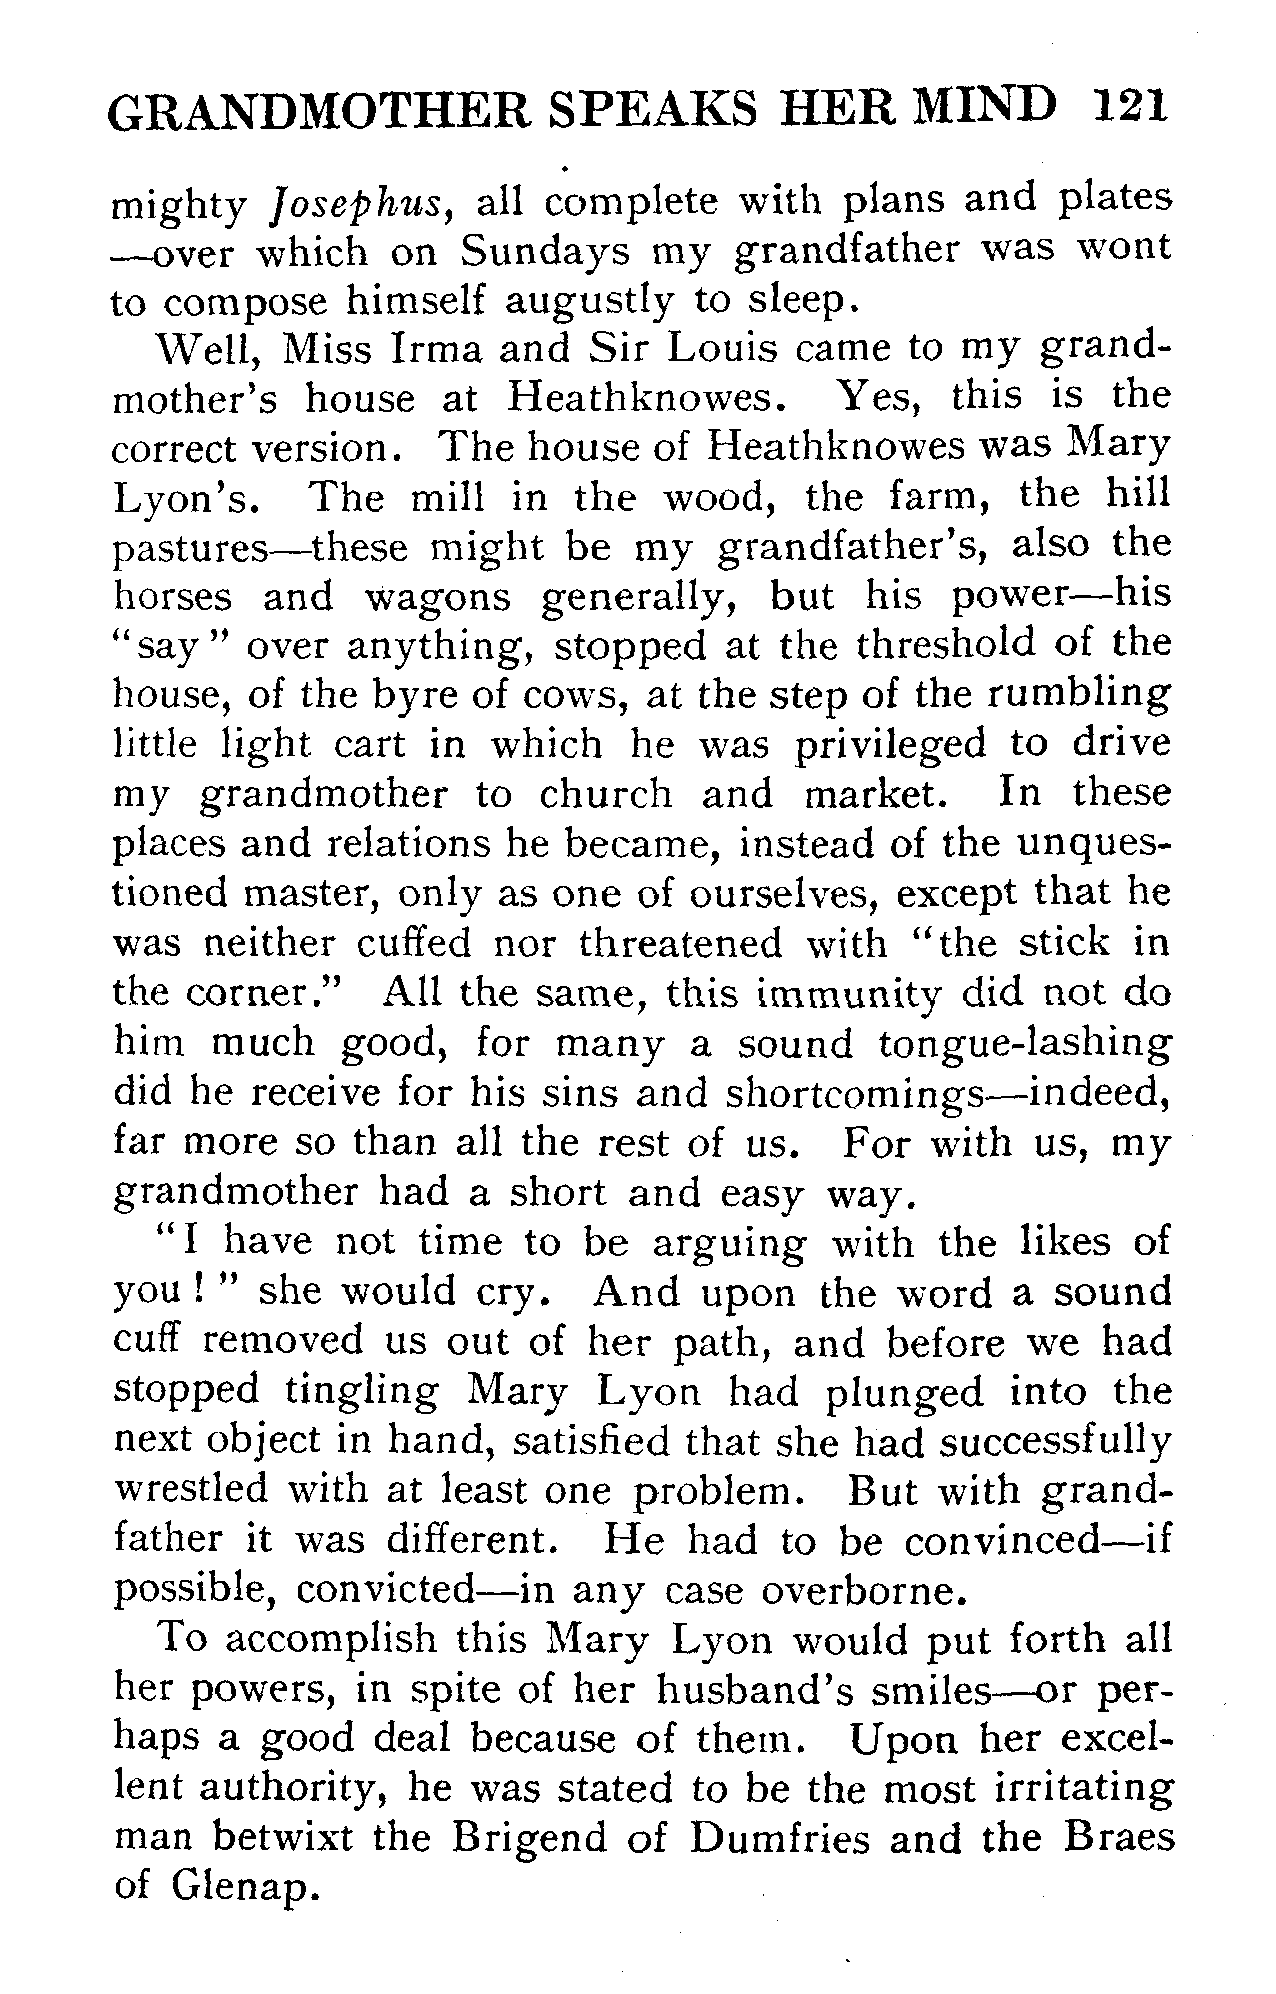 GRANDMOTHER SPEAKS HER MIND 121
mighty Josephus, all complete with plans and plates
—over which on Sundays my grandfather was wont
to compose himself augustly to sleep.
Well, Miss Irma and Sir Louis came to my grand-
mother's house at Heathknowes. Yes, this is the
correct version. The house of Heathknowes was Mary
Lyon's. The mill in the wood, the farm, the hill
pastures—these might be my grandfather's, also the
horses and wagons generally, but his power—his
"say" over anything, stopped at the threshold of the
house, of the byre of cows, at the step of the rumbling
little light cart in which he was privileged to drive
my grandmother to church and market. In these
places and relations he became, instead of the unques-
tioned master, only as one of ourselves, except that he
was neither cuffed nor threatened with "the stick in
the corner." All the same, this immunity did not do
him much good, for many a sound tongue-lashing
did he receive for his sins and shortcomings—indeed,
far more so than all the rest of us. For with us, my
grandmother had a short and easy way.
"I have not time to be arguing with the likes of
you!" she would cry. And upon the word a sound
cuff removed us out of her path, and before we had
stopped tingling Mary Lyon had plunged into the
next object in hand, satisfied that she had successfully
wrestled with at least one problem. But with grand-
father it was different. He had to be convinced—if
possible, convicted—in any case overborne.
To accomplish this Mary Lyon would put forth all
her powers, in spite of her husband's smiles—or per-
haps a good deal because of them. Upon her excel-
lent authority, he was stated to be the most irritating
man betwixt the Brigend of Dumfries and the Braes
of Glenap.